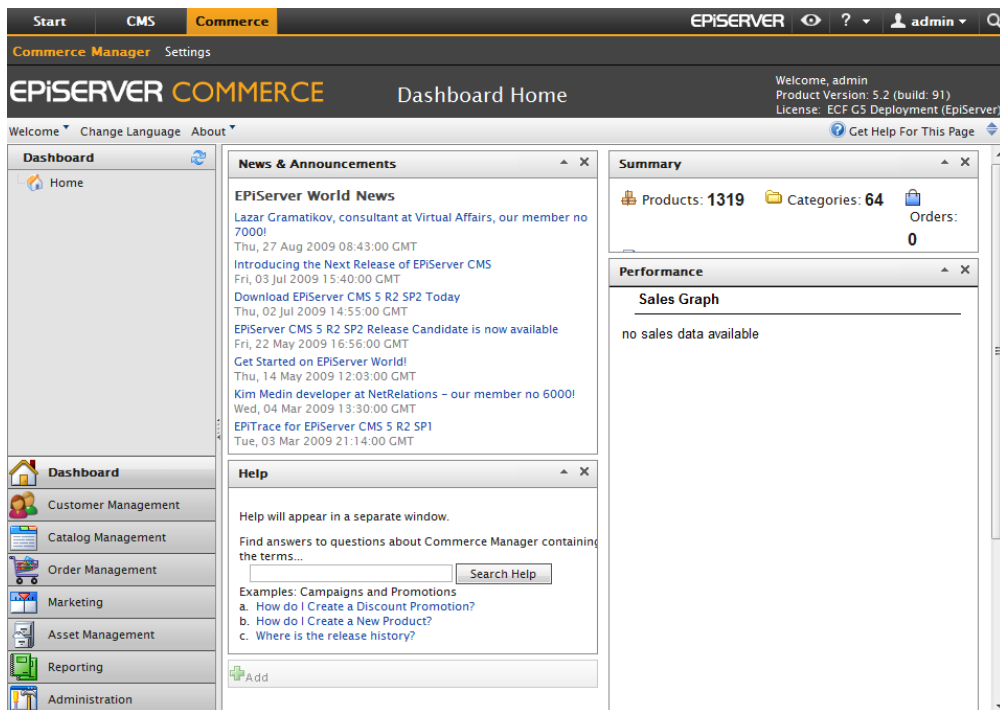 Start CMS Commerce EPiSERVER ? admin
Commerce Manager Settings
EPiSERVER COMMERCE Dashboard Home
Welcome, admin
Product Version: 5.2 (build: 91)
License: ECF G5 Deployment (EpiServer)
Welcome Change Language About Get Help For This Page
Dashboard
Home
Dashboard
Customer Management
Catalog Management
Order Management
Marketing
Asset Management
Reporting
Administration
News & Announcements
EPiServer World News
Lazar Gramatikov, consultant at Virtual Affairs, our member no
7000!
Thu, 27 Aug 2009 08:43:00 GMT
Introducing the Next Release of EPiServer CMS
Fri, 03 Jul 2009 15:40:00 GMT
Download EPiServer CMS 5 R2 SP2 Today
Thu, 02 Jul 2009 14:55:00 GMT
EPiServer CMS 5 R2 SP2 Release Candidate is now available
Fri, 22 May 2009 16:56:00 GMT
Get Started on EPiServer World!
Thu, 14 May 2009 12:03:00 GMT
Kim Medin developer at NetRelations – our member no 6000!
Wed, 04 Mar 2009 13:30:00 GMT
EPiTrace for EPiServer CMS 5 R2 SP1
Tue, 03 Mar 2009 21:14:00 GMT
Help
Help will appear in a separate window.
Find answers to questions about Commerce Manager containing
the terms...
Search Help
Examples: Campaigns and Promotions
a. How do I Create a Discount Promotion?
b. How do I Create a New Product?
c. Where is the release history?
Add
Summary
Products: 1319 Categories: 64 Orders:
0
Performance
Sales Graph
no sales data available